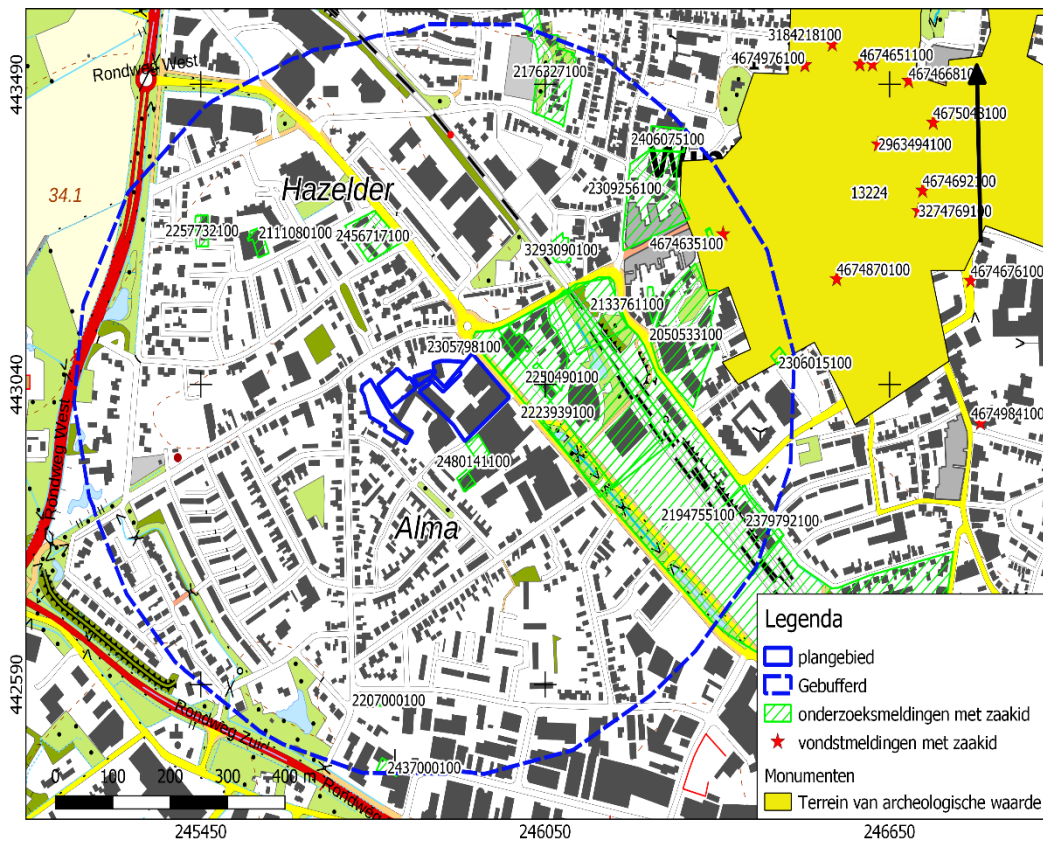 3184218100
4674976100
4674651100
443490
Rondweg West
2176327100
4674668100
4675048100
2406075100
2963494100
Hazelder
34.1
2309256100
13224
4674692100
3274769100
2257732100
2111080100
2456717100
4674635100
3293090100
4674870100
4674676100
2133761100
2050533100
2305798100
2306015100
443040
2250490100
2223939100
4674984100
Rondweg West
2480141100
Alma
2194755100
2379792100
442590
2207000100
Rondweg Zuid
2437000100
Rondweg
0 100 200 300 400 m
Legenda
plangebied
Gebufferd
onderzoeksmeldingen met zaakid
vondstmeldingen met zaakid
Monumenten
Terrein van archeologische waarde
245450
246050
246650